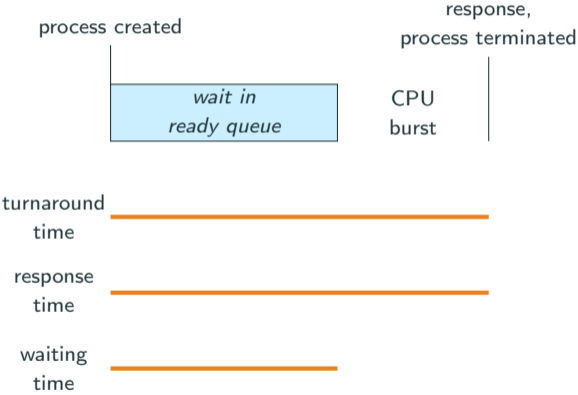 response,
process created
process terminated
wait in
ready queue
CPU
burst
turnaround
time
response
time
waiting
time